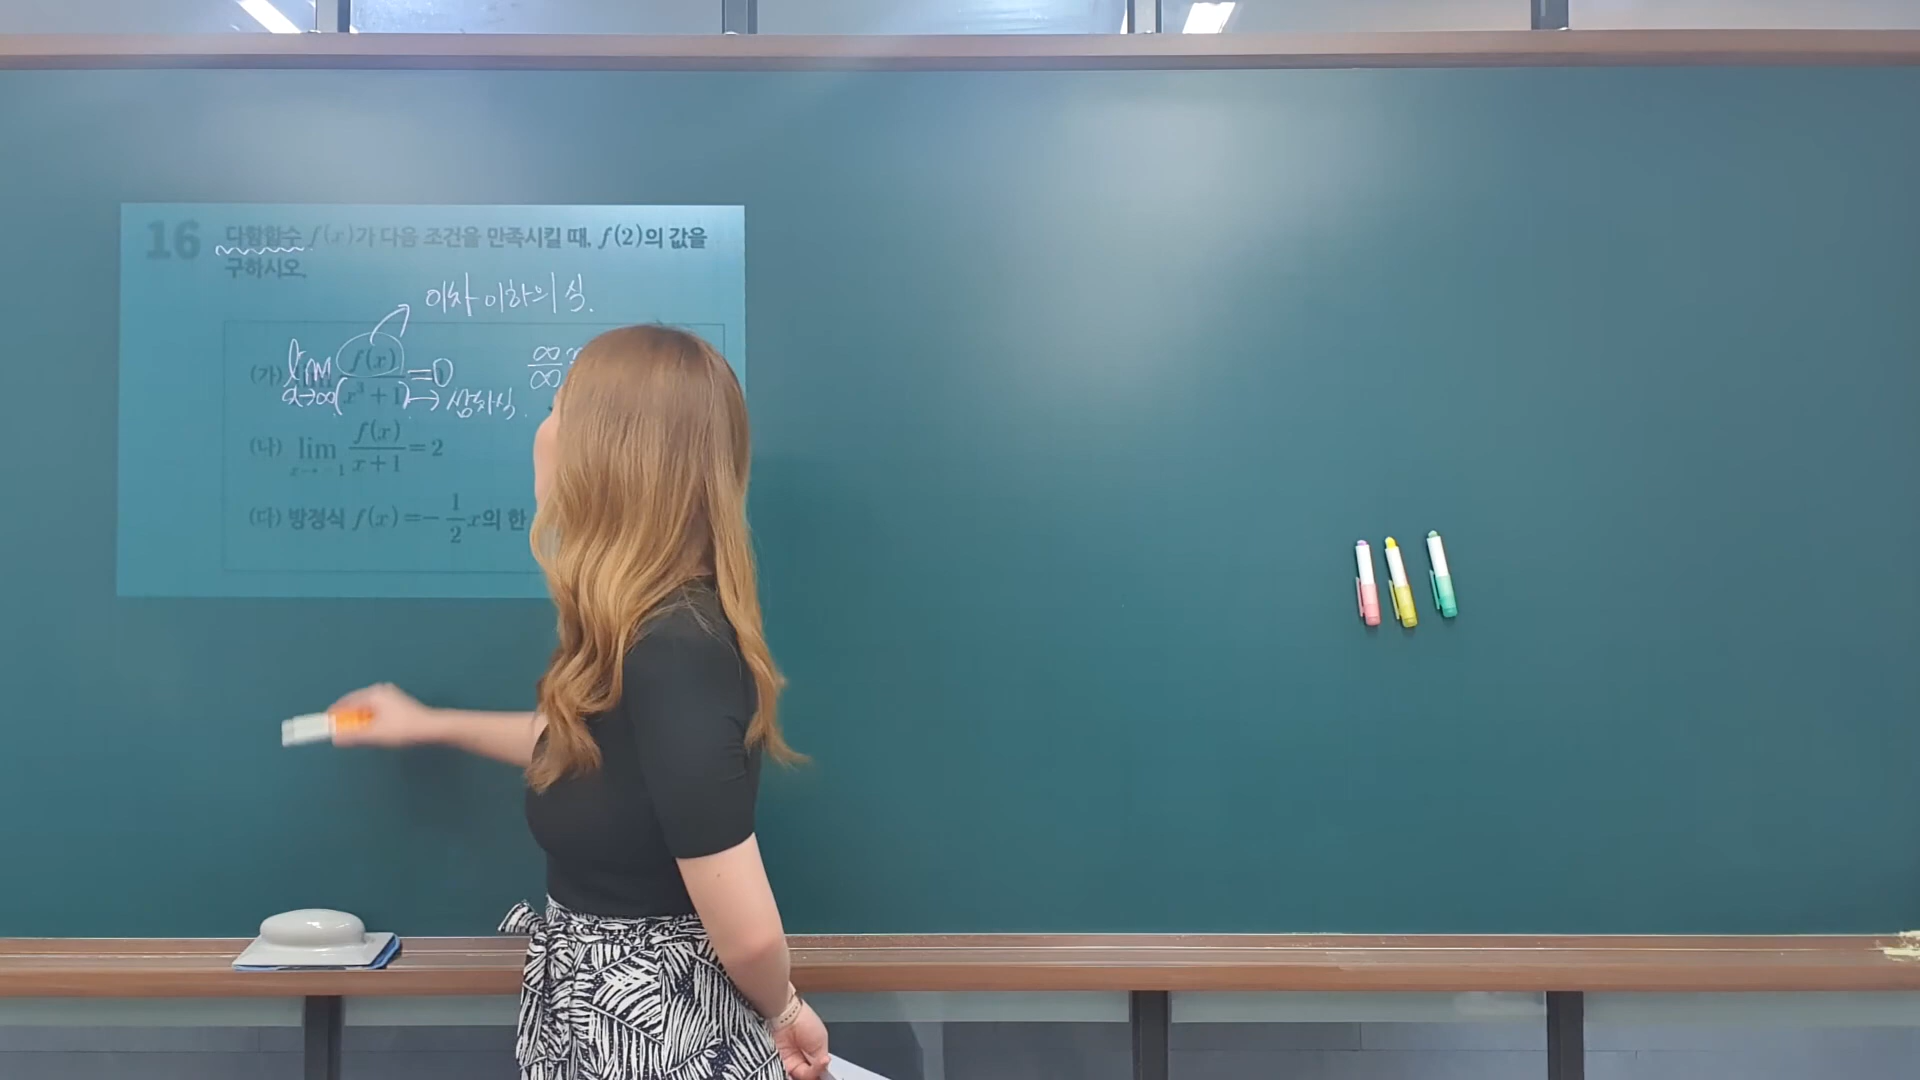 16 다항함수 f(x)가 다음 조건을 만족시킬 때, f(2)의 값을
구하시오.
이차 이하의 식.
(가) lim x→∞ f(x)/(x³+1) = 0
∞/∞
→ 삼차식.
(나) lim x→-1 f(x)/(x+1) = 2
(다) 방정식 f(x) = -1/2 x의 한